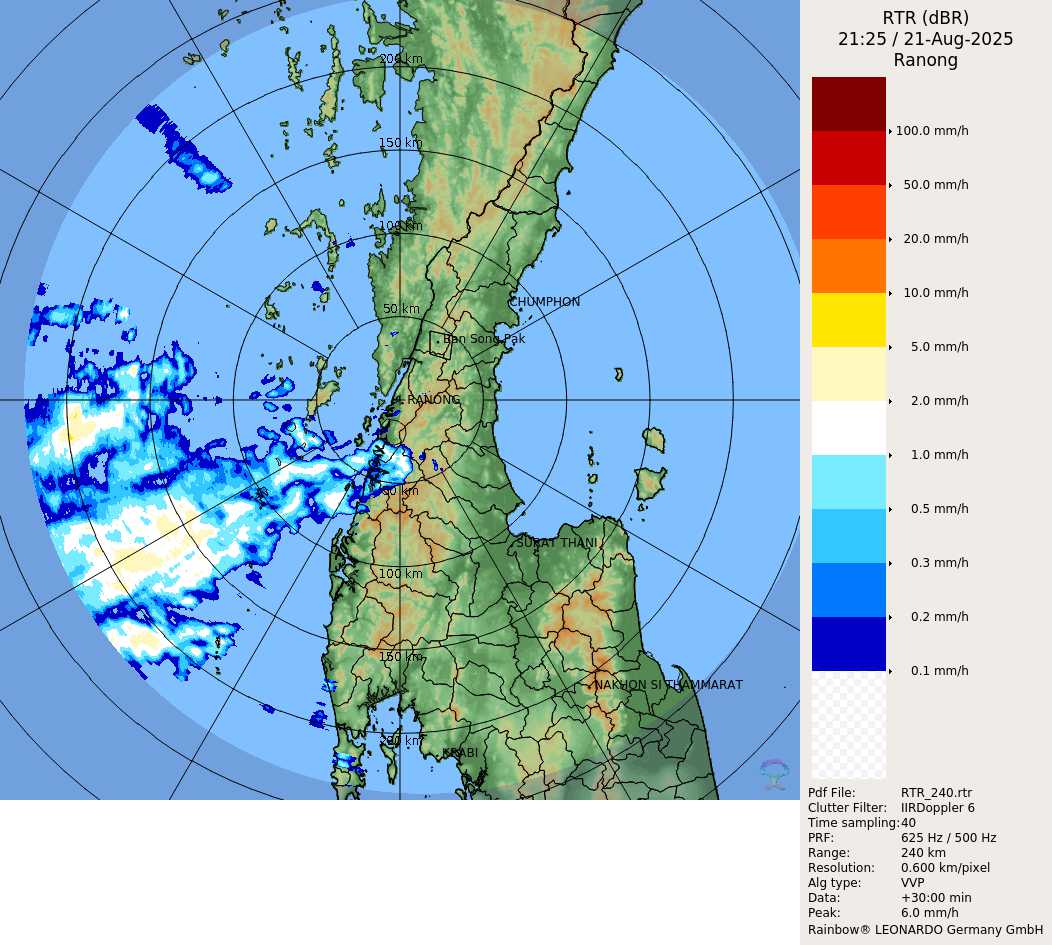 RTR (dBR)
21:25 / 21-Aug-2025
Ranong
100.0 mm/h
50.0 mm/h
20.0 mm/h
10.0 mm/h
5.0 mm/h
2.0 mm/h
1.0 mm/h
0.5 mm/h
0.3 mm/h
0.2 mm/h
0.1 mm/h
200 km
150 km
100 km
50 km
CHUMPHON
Ban Song Pak
RANONG
50 km
SURAT THANI
100 km
150 km
NAKHON SI THAMMARAT
200 km
KRABI
Pdf File: RTR_240.rtr
Clutter Filter: IIRDoppler 6
Time sampling:40
PRF: 625 Hz / 500 Hz
Range: 240 km
Resolution: 0.600 km/pixel
Alg type: VVP
Data: +30:00 min
Peak: 6.0 mm/h
Rainbow® LEONARDO Germany GmbH